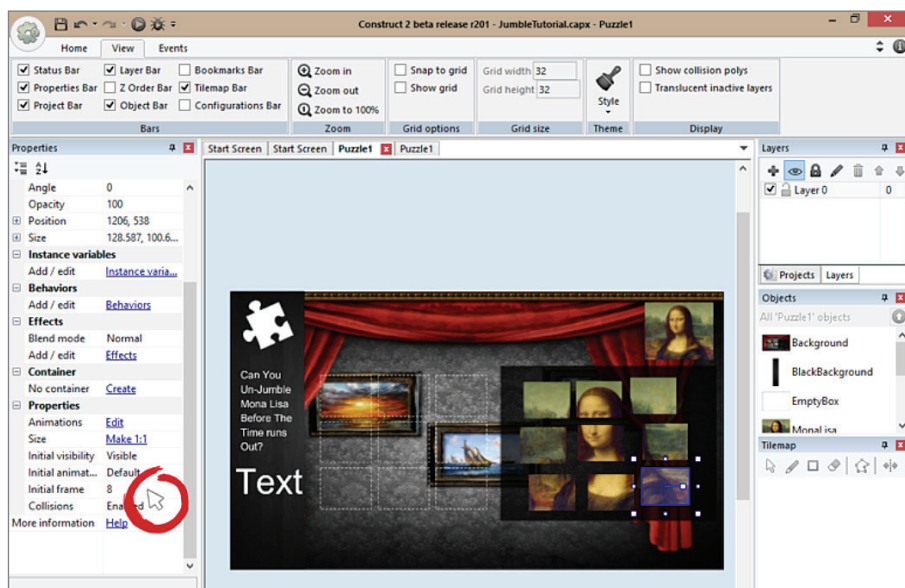 Construct 2 beta release r201 - JumbleTutorial.capx - Puzzle1
Home View Events
Status Bar Layer Bar Bookmarks Bar
Properties Bar Z Order Bar Tilemap Bar
Project Bar Object Bar Configurations Bar
Bars
Zoom in
Zoom out
Zoom to 100%
Zoom
Snap to grid
Show grid
Grid options
Grid width 32
Grid height 32
Grid size
Style
Theme
Show collision polys
Translucent inactive layers
Display
Properties
Angle 0
Opacity 100
Position 1206, 538
Size 128.587, 100.6...
Instance variables
Add / edit Instance varia...
Behaviors
Add / edit Behaviors
Effects
Blend mode Normal
Add / edit Effects
Container
No container Create
Properties
Animations Edit
Size Make 1:1
Initial visibility Visible
Initial animat... Default
Initial frame 8
Collisions
More information Help
Start Screen Start Screen Puzzle1 Puzzle1
Can You
Un-Jumble
Mona Lisa
Before The
Time runs
Out?
Text
Layers
Layer 0 0
Projects Layers
Objects
All 'Puzzle1' objects
Background
BlackBackground
EmptyBox
MonaLisa
Tilemap